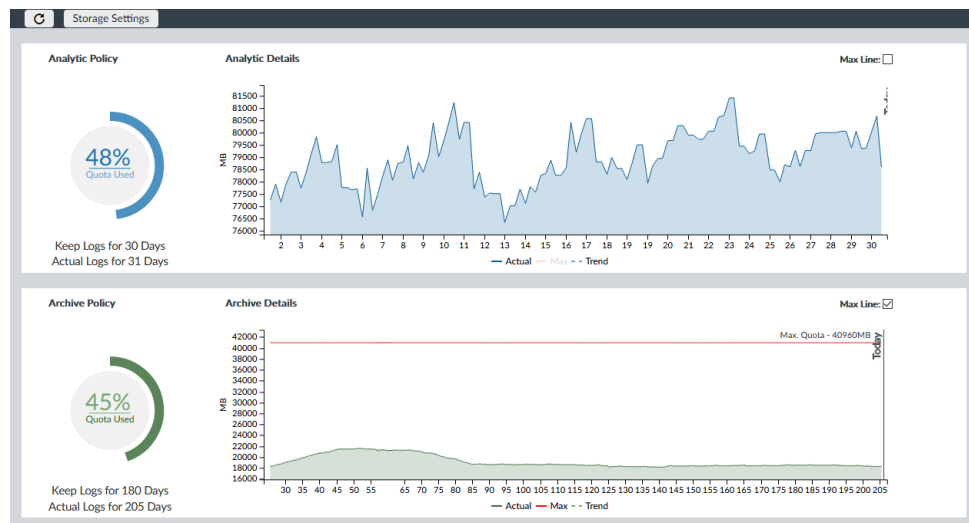 Storage Settings
Analytic Policy
48%
Quota Used
Keep Logs for 30 Days
Actual Logs for 31 Days
Analytic Details
Max Line:
MB
81500
81000
80500
80000
79500
79000
78500
78000
77500
77000
76500
76000
2 3 4 5 6 7 8 9 10 11 12 13 14 15 16 17 18 19 19 20 21 22 23 24 25 26 27 28 29 30
Actual Max Trend
Archive Policy
45%
Quota Used
Keep Logs for 180 Days
Actual Logs for 205 Days
Archive Details
Max Line:
Max. Quota - 40960MB
Today
MB
42000
40000
38000
36000
34000
32000
30000
28000
26000
24000
22000
20000
18000
16000
30 35 40 45 50 55 65 70 75 80 85 90 95 100 105 110 115 120 125 130 135 140 145 150 155 160 165 170 175 180 185 190 195 200 205
Actual Max Trend